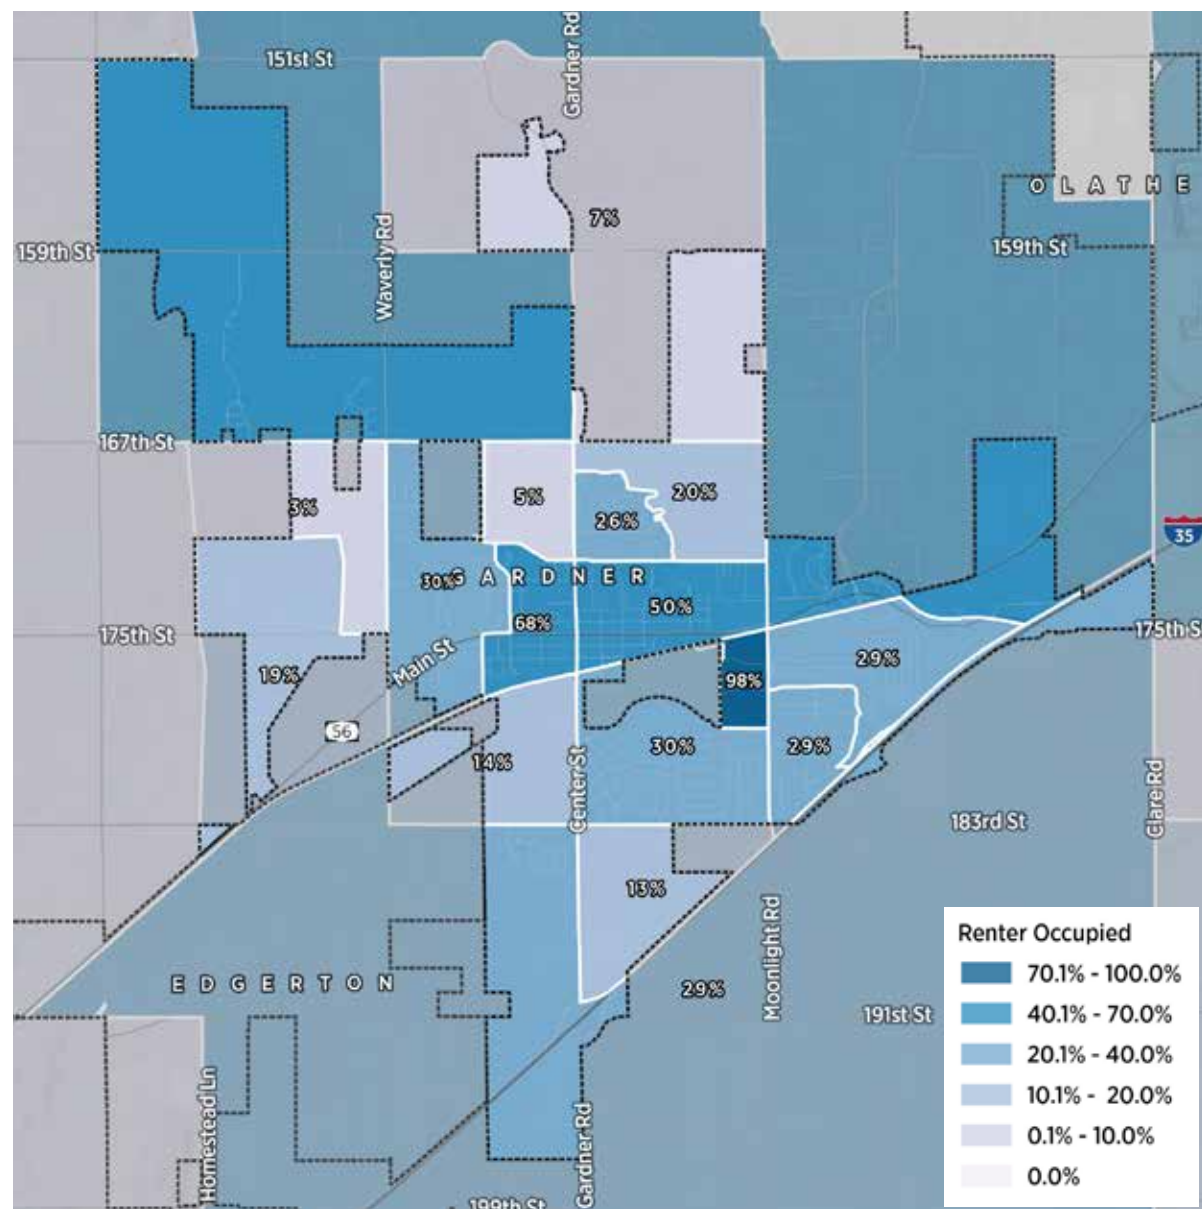 151st St
Gardner Rd
OLATHE
7%
159th St
159th St
Waverly Rd
167th St
3%
5%
20%
26%
35
30%
GARDNER
50%
68%
175th St
175th S
Main St
29%
19%
98%
56
30%
29%
14%
Center St
Clare Rd
183rd St
13%
Moonlight Rd
EDGERTON
29%
191st St
Homestead Ln
Gardner Rd
199th St
Renter Occupied
70.1% - 100.0%
40.1% - 70.0%
20.1% - 40.0%
10.1% - 20.0%
0.1% - 10.0%
0.0%